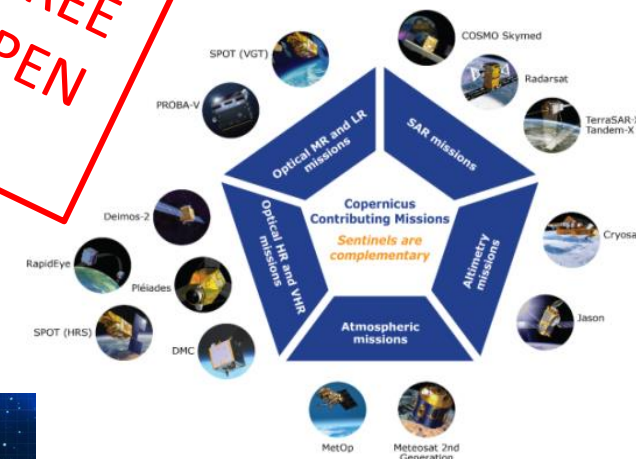 REE
PEN
COSMO Skymed
SPOT (VGT)
Radarsat
PROBA-V
TerraSAR-X
Tandem-X
Optical MR and LR
missions
SAR missions
Copernicus
Contributing Missions
Sentinels are
complementary
Optical HR and VHR
missions
Altimetry
missions
Atmospheric
missions
Deimos-2
RapidEye
Pléiades
SPOT (HRS)
DMC
Cryosa
Jason
MetOp
Meteosat 2nd
Generation